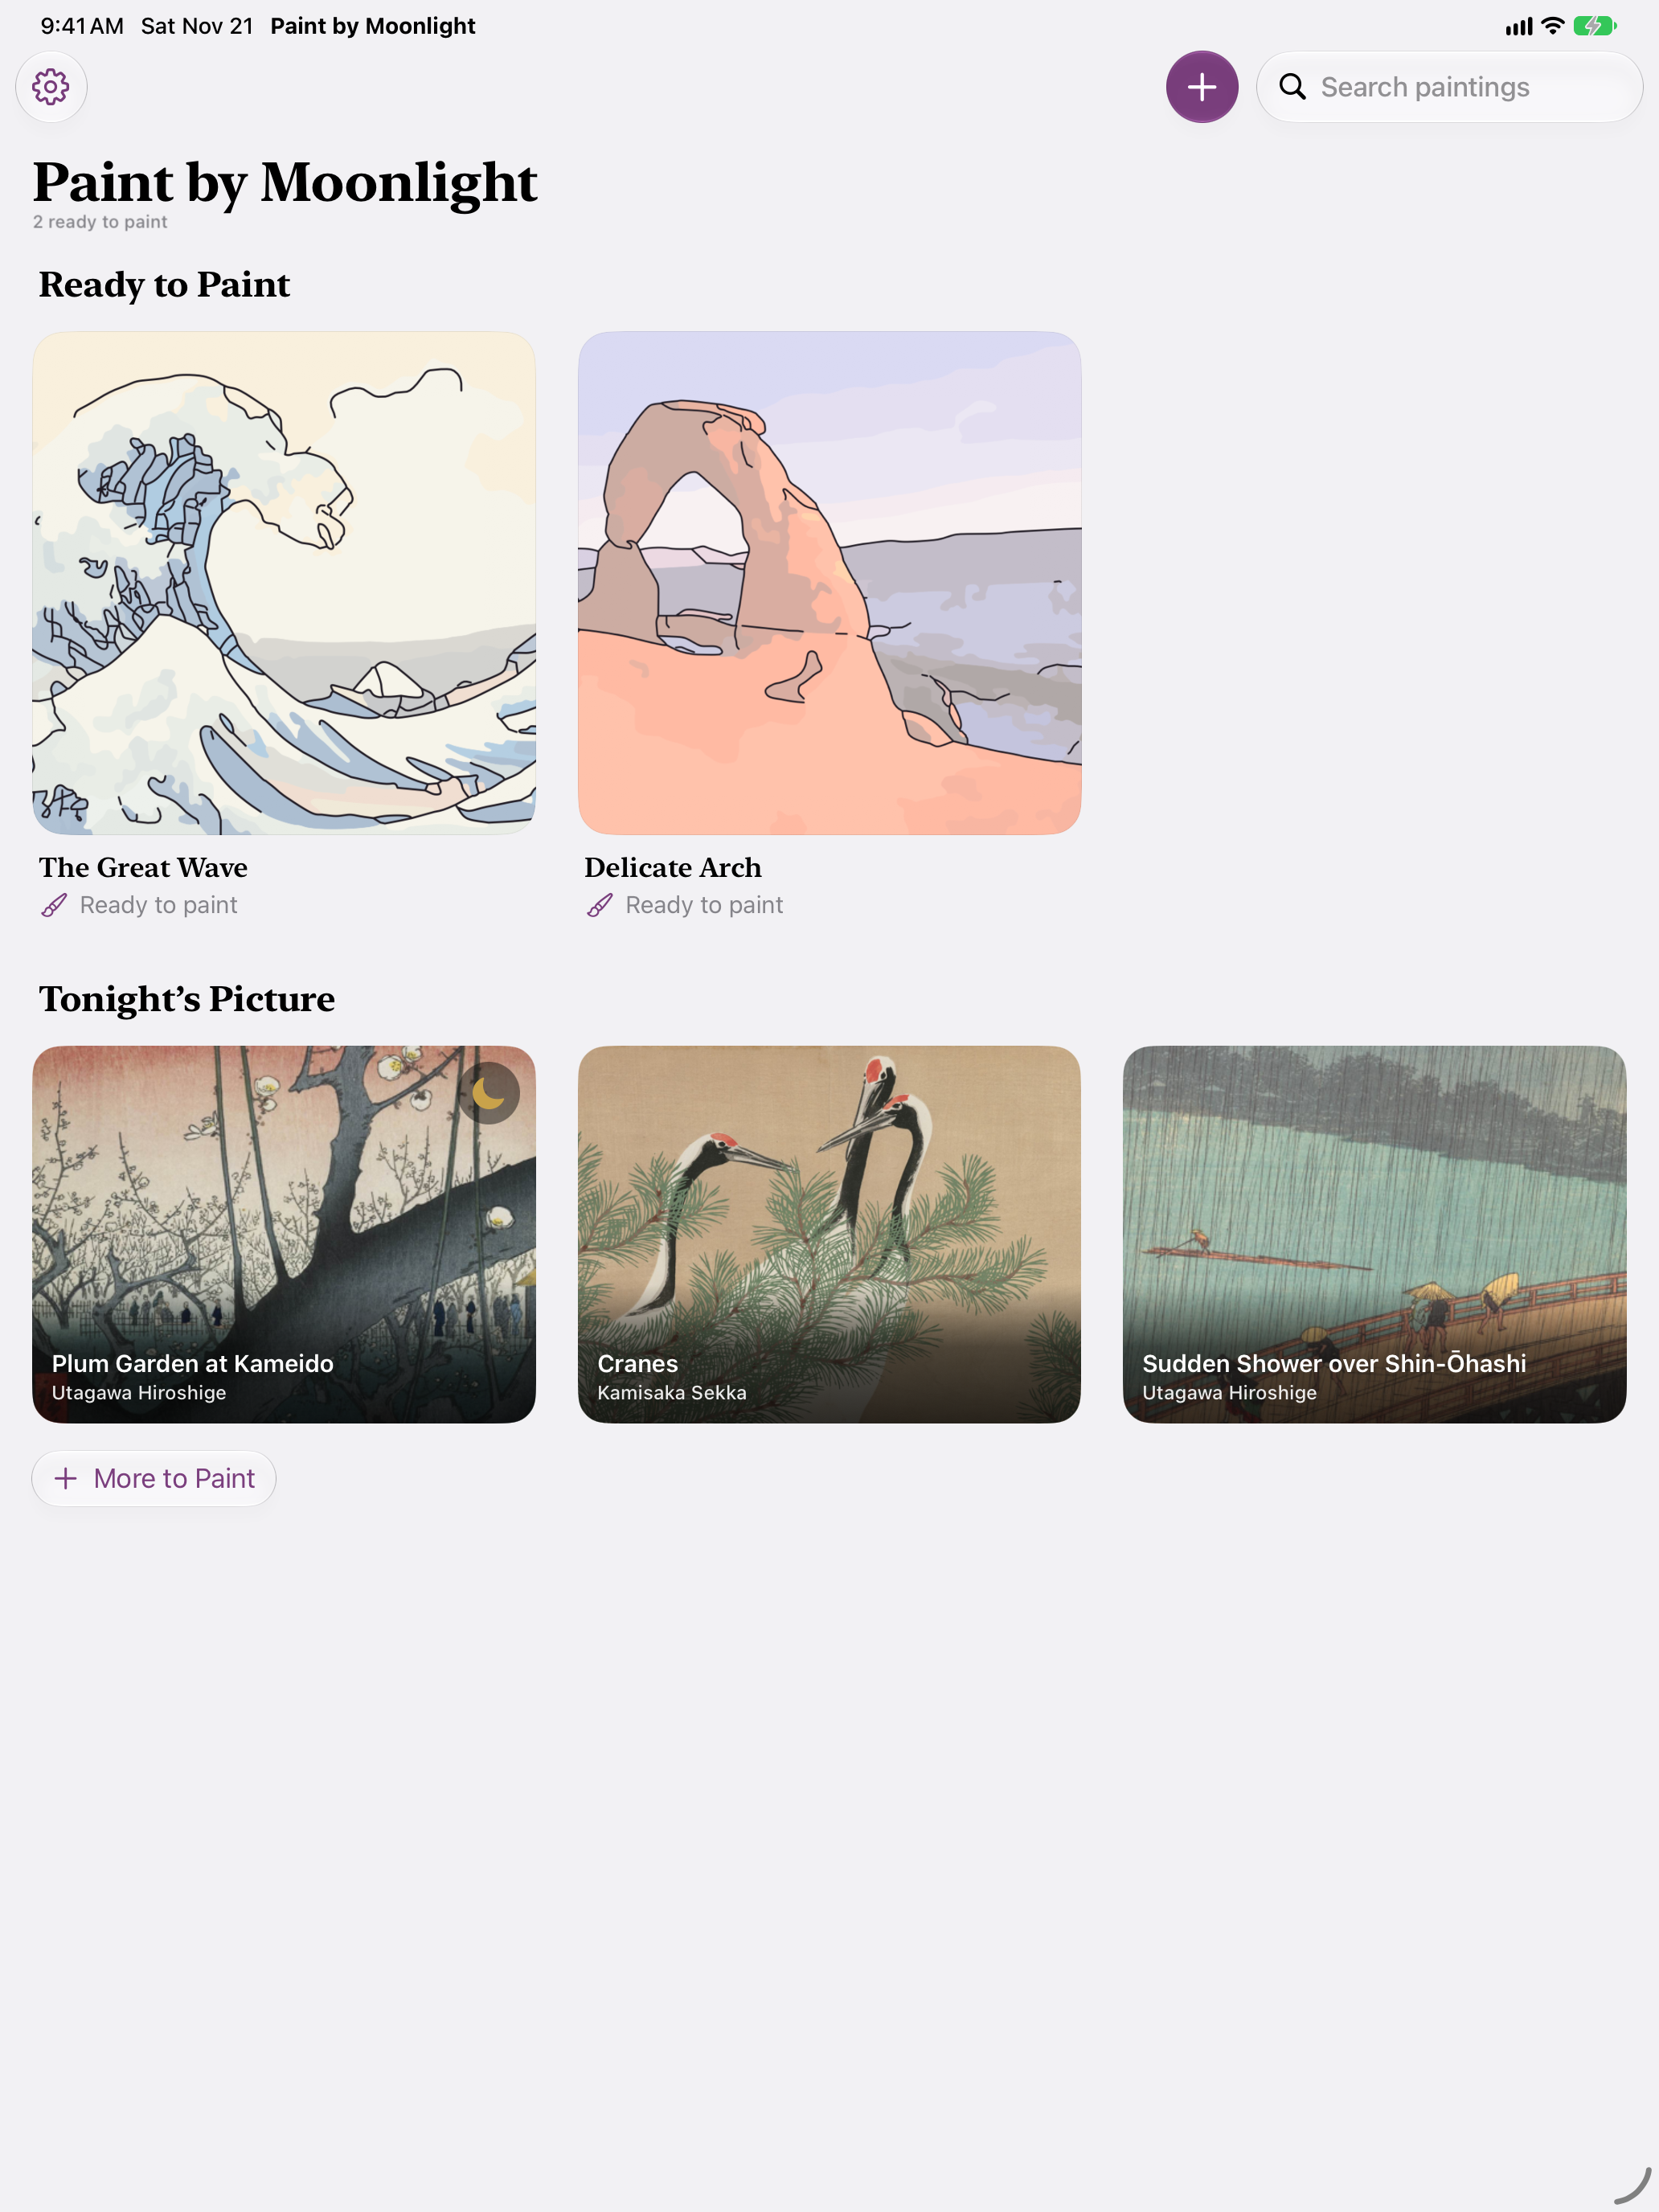 9:41 AM Sat Nov 21 Paint by Moonlight
Search paintings
Paint by Moonlight
2 ready to paint
Ready to Paint
The Great Wave
Ready to paint
Delicate Arch
Ready to paint
Tonight’s Picture
Plum Garden at Kameido
Utagawa Hiroshige
Cranes
Kamisaka Sekka
Sudden Shower over Shin-Ōhashi
Utagawa Hiroshige
More to Paint